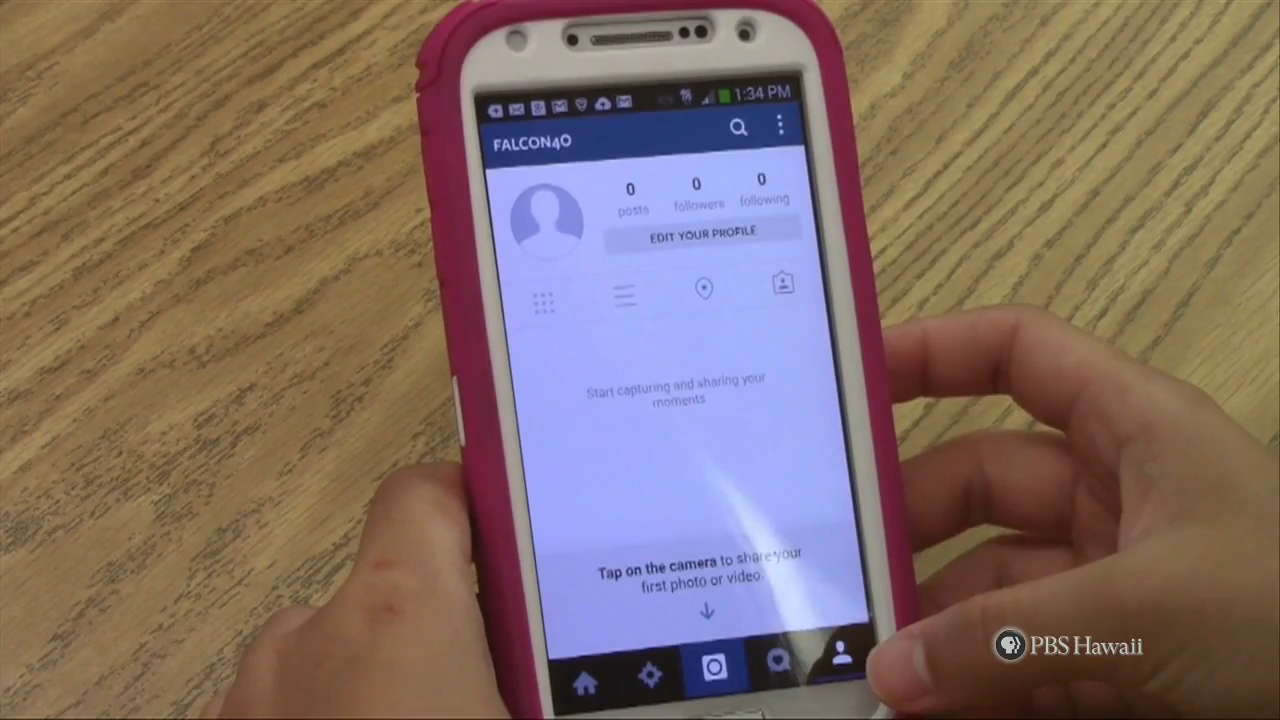 1:34 PM
FALCON40
0 0 0
posts followers following
EDIT YOUR PROFILE
Start capturing and sharing your
moments
Tap on the camera to share your
first photo or video.
PBS Hawaii